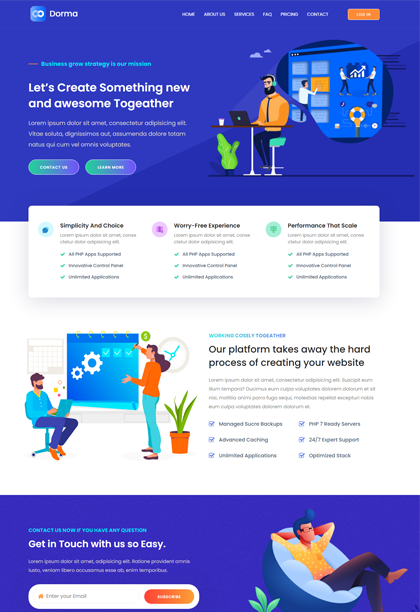 Dorma
HOME ABOUT US SERVICES FAQ PRICING CONTACT LOG IN
Business grow strategy is our mission
Let's Create Something new
and awesome Togeather
Lorem ipsum dolor sit amet, consectetur adipisicing elit.
Vitae soluta, dignissimos aut, assumenda dolore totam
natus qui cum vel omnis voluptates.
CONTACT US LEARN MORE
Simplicity And Choice
Lorem ipsum dolor sit amet, conse
ctetur dolor adipisicing elit.
All PHP Apps Supported
Innovative Control Panel
Unlimited Applications
Worry-Free Experience
Lorem ipsum dolor sit amet, conse
ctetur dolor adipisicing elit.
All PHP Apps Supported
Innovative Control Panel
Unlimited Applications
Performance That Scale
Lorem ipsum dolor sit amet, conse
ctetur dolor adipisicing elit.
All PHP Apps Supported
Innovative Control Panel
Unlimited Applications
WORKING COSELY TOGEATHER
Our platform takes away the hard
process of creating your website
Lorem ipsum dolor sit amet, consectetur adipisicing elit. Suscipit eum
illum tempora? Ducimus dolorem accusamus odit et sit
nisi, mollitia animi porro fuga sequi, molestias repellat excepturi nobis
eum quia culpa voluptates dolorem dolorum et.
Managed Sucre Backups PHP 7 Ready Servers
Advanced Caching 24/7 Expert Support
Unlimited Applications Optimized Stack
CONTACT US NOW IF YOU HAVE ANY QUESTION
Get in Touch with us so Easy.
Lorem ipsum dolor sit amet, adipisicing elit. Ratione provident omnis
iusto, veniam libero accusamus esse ab, enim temporibus.
Enter your Email SUBSCRIBE